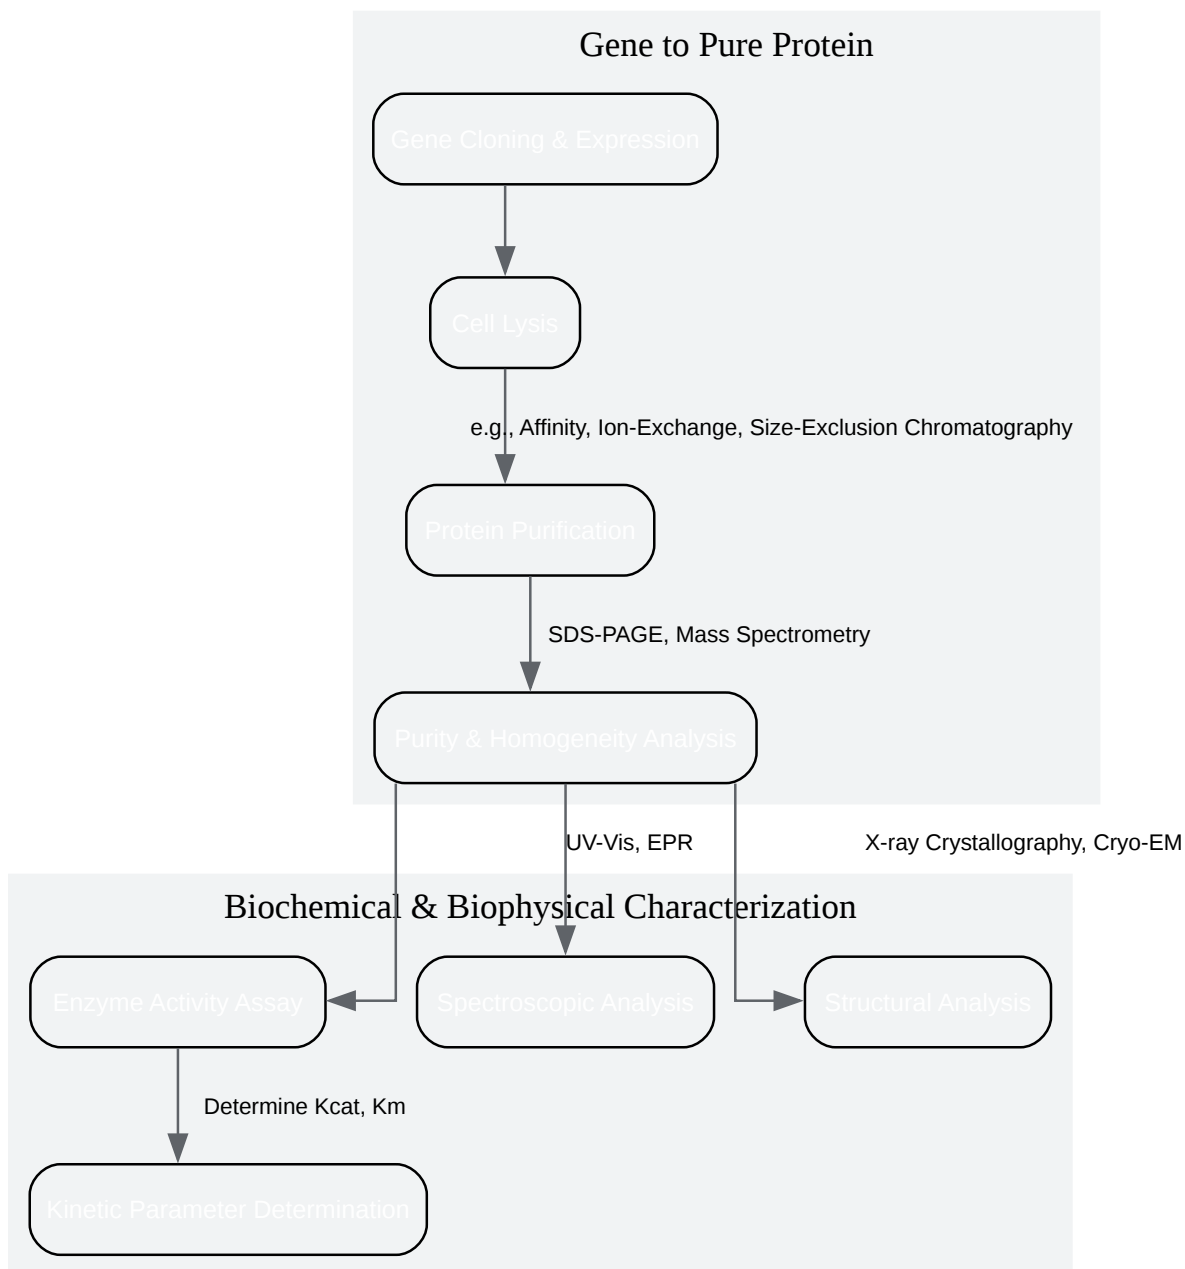 Gene to Pure Protein
Gene Cloning & Expression
Cell Lysis
e.g., Affinity, Ion-Exchange, Size-Exclusion Chromatography
Protein Purification
SDS-PAGE, Mass Spectrometry
Purity & Homogeneity Analysis
UV-Vis, EPR
X-ray Crystallography, Cryo-EM
Biochemical & Biophysical Characterization
Enzyme Activity Assay
Spectroscopic Analysis
Structural Analysis
Determine Kcat, Km
Kinetic Parameter Determination